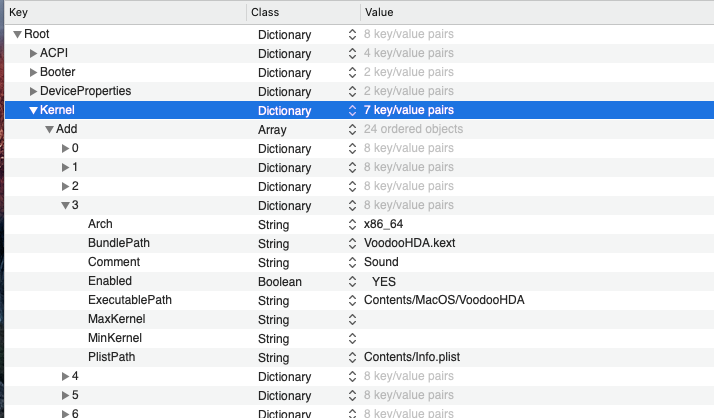 Key Class Value
Root Dictionary 8 key/value pairs
ACPI Dictionary 4 key/value pairs
Booter Dictionary 2 key/value pairs
DeviceProperties Dictionary 2 key/value pairs
Kernel Dictionary 7 key/value pairs
Add Array 24 ordered objects
0 Dictionary 8 key/value pairs
1 Dictionary 8 key/value pairs
2 Dictionary 8 key/value pairs
3 Dictionary 8 key/value pairs
Arch String x86_64
BundlePath String VoodooHDA.kext
Comment String Sound
Enabled Boolean YES
ExecutablePath String Contents/MacOS/VoodooHDA
MaxKernel String
MinKernel String
PlistPath String Contents/Info.plist
4 Dictionary 8 key/value pairs
5 Dictionary 8 key/value pairs
6 Dictionary 8 key/value pairs